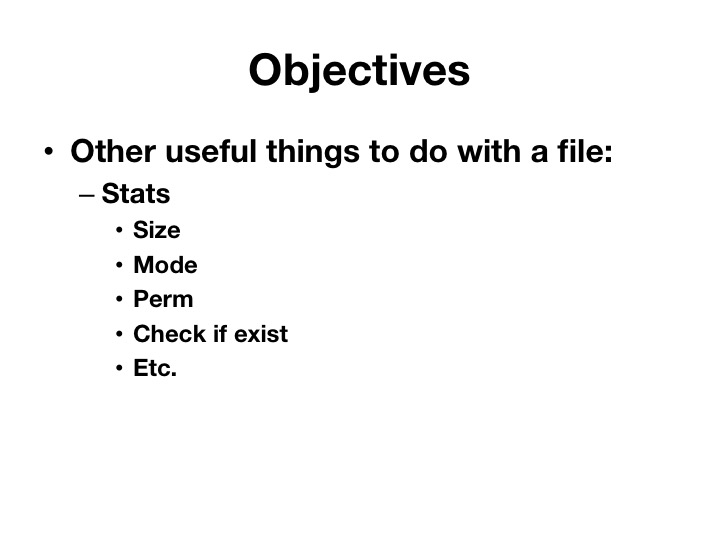 Objectives
• Other useful things to do with a file:
– Stats
• Size
• Mode
• Perm
• Check if exist
• Etc.